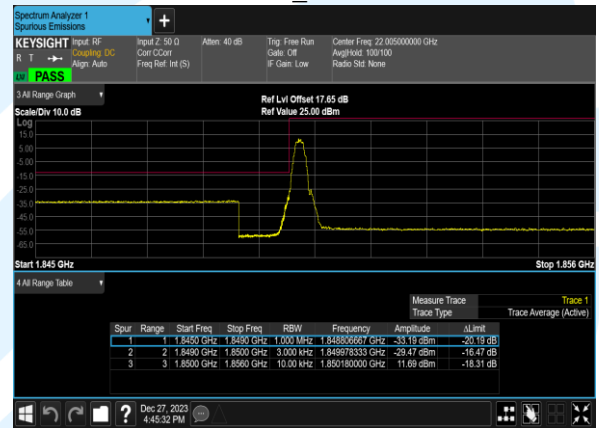 Spectrum Analyzer 1
Spurious Emissions
KEYSIGHT Input: RF Input Z: 50 Ω Atten: 40 dB Trig: Free Run Center Freq: 22.005000000 GHz
Coupling: DC Corr CCorr Gate: Off Avg|Hold: 100/100
R T Align: Auto Freq Ref: Int (S) IF Gain: Low Radio Std: None
LV PASS
3 All Range Graph
Ref Lvl Offset 17.65 dB
Scale/Div 10.0 dB Ref Value 25.00 dBm
Log
15.0
5.00
-5.00
-15.0
-25.0
-35.0
-45.0
-55.0
-65.0
Start 1.845 GHz Stop 1.856 GHz
4 All Range Table
Measure Trace Trace 1
Trace Type Trace Average (Active)
Spur Range Start Freq Stop Freq RBW Frequency Amplitude ΔLimit
1 1 1.8450 GHz 1.8490 GHz 1.000 MHz 1.848806667 GHz -33.19 dBm -20.19 dB
2 2 1.8490 GHz 1.8500 GHz 3.000 kHz 1.849978333 GHz -29.47 dBm -16.47 dB
3 3 1.8500 GHz 1.8560 GHz 10.00 kHz 1.850180000 GHz 11.69 dBm -18.31 dB
? Dec 27, 2023
4:45:32 PM